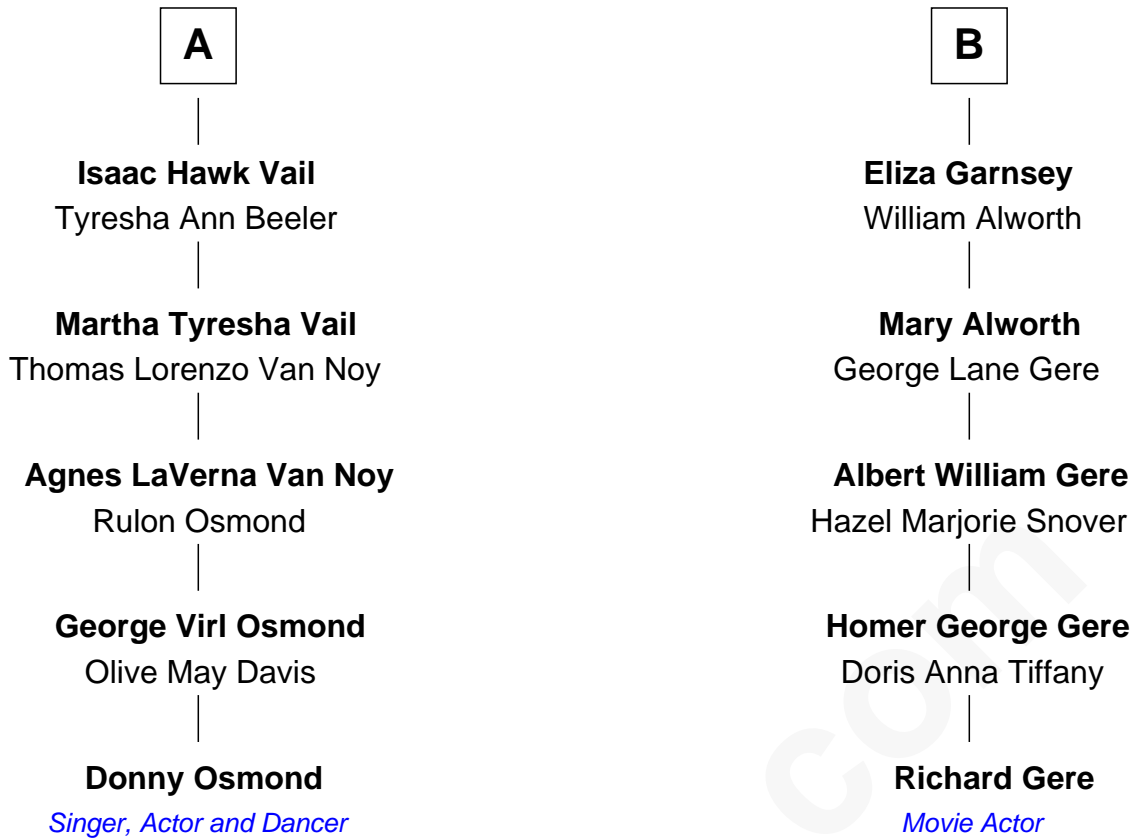 A
Isaac Hawk Vail
Tyresha Ann Beeler
Martha Tyresha Vail
Thomas Lorenzo Van Noy
Agnes LaVerna Van Noy
Rulon Osmond
George Virl Osmond
Olive May Davis
Donny Osmond
Singer, Actor and Dancer
B
Eliza Garnsey
William Alworth
Mary Alworth
George Lane Gere
Albert William Gere
Hazel Marjorie Snover
Homer George Gere
Doris Anna Tiffany
Richard Gere
Movie Actor
com